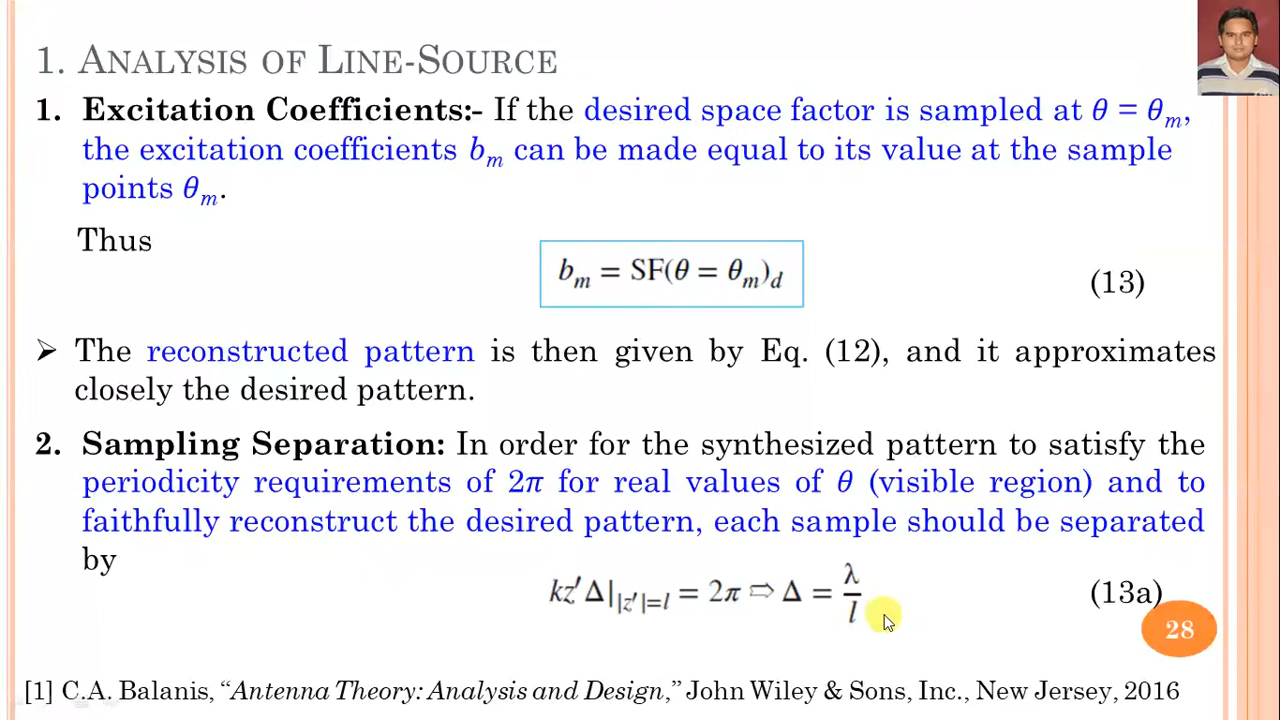 1. ANALYSIS OF LINE-SOURCE
1. Excitation Coefficients:- If the desired space factor is sampled at θ = θₘ,
the excitation coefficients bₘ can be made equal to its value at the sample
points θₘ.
Thus
bₘ = SF(θ = θₘ)d (13)
➢ The reconstructed pattern is then given by Eq. (12), and it approximates
closely the desired pattern.
2. Sampling Separation: In order for the synthesized pattern to satisfy the
periodicity requirements of 2π for real values of θ (visible region) and to
faithfully reconstruct the desired pattern, each sample should be separated
by
kz′Δ||z′|=l = 2π ⇨ Δ = λ/l (13a)
28
[1] C.A. Balanis, “Antenna Theory: Analysis and Design,” John Wiley & Sons, Inc., New Jersey, 2016